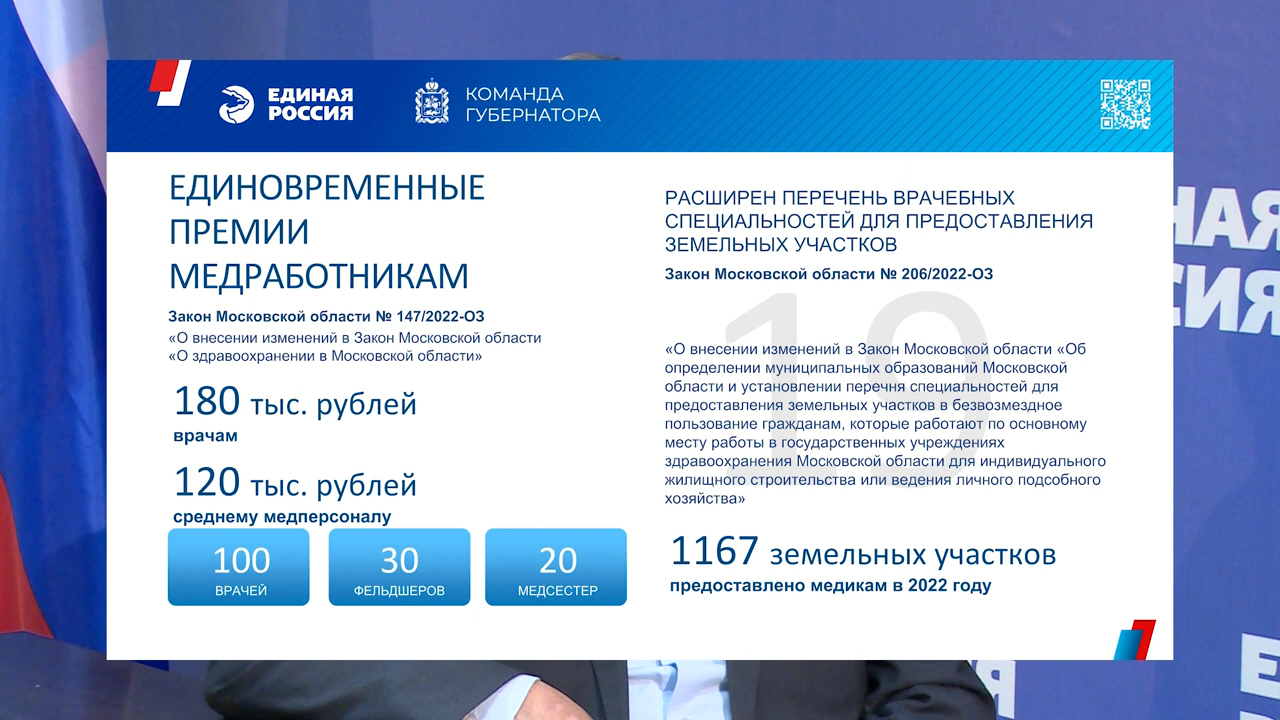 ЕДИНАЯ
РОССИЯ
КОМАНДА
ГУБЕРНАТОРА
ЕДИНОВРЕМЕННЫЕ
ПРЕМИИ
МЕДРАБОТНИКАМ
Закон Московской области № 147/2022-ОЗ
«О внесении изменений в Закон Московской области
«О здравоохранении в Московской области»
180 тыс. рублей
врачам
120 тыс. рублей
среднему медперсоналу
100
ВРАЧЕЙ
30
ФЕЛЬДШЕРОВ
20
МЕДСЕСТЕР
РАСШИРЕН ПЕРЕЧЕНЬ ВРАЧЕБНЫХ
СПЕЦИАЛЬНОСТЕЙ ДЛЯ ПРЕДОСТАВЛЕНИЯ
ЗЕМЕЛЬНЫХ УЧАСТКОВ
Закон Московской области № 206/2022-ОЗ
19
«О внесении изменений в Закон Московской области «Об
определении муниципальных образований Московской
области и установлении перечня специальностей для
предоставления земельных участков в безвозмездное
пользование гражданам, которые работают по основному
месту работы в государственных учреждениях
здравоохранения Московской области для индивидуального
жилищного строительства или ведения личного подсобного
хозяйства»
1167 земельных участков
предоставлено медикам в 2022 году